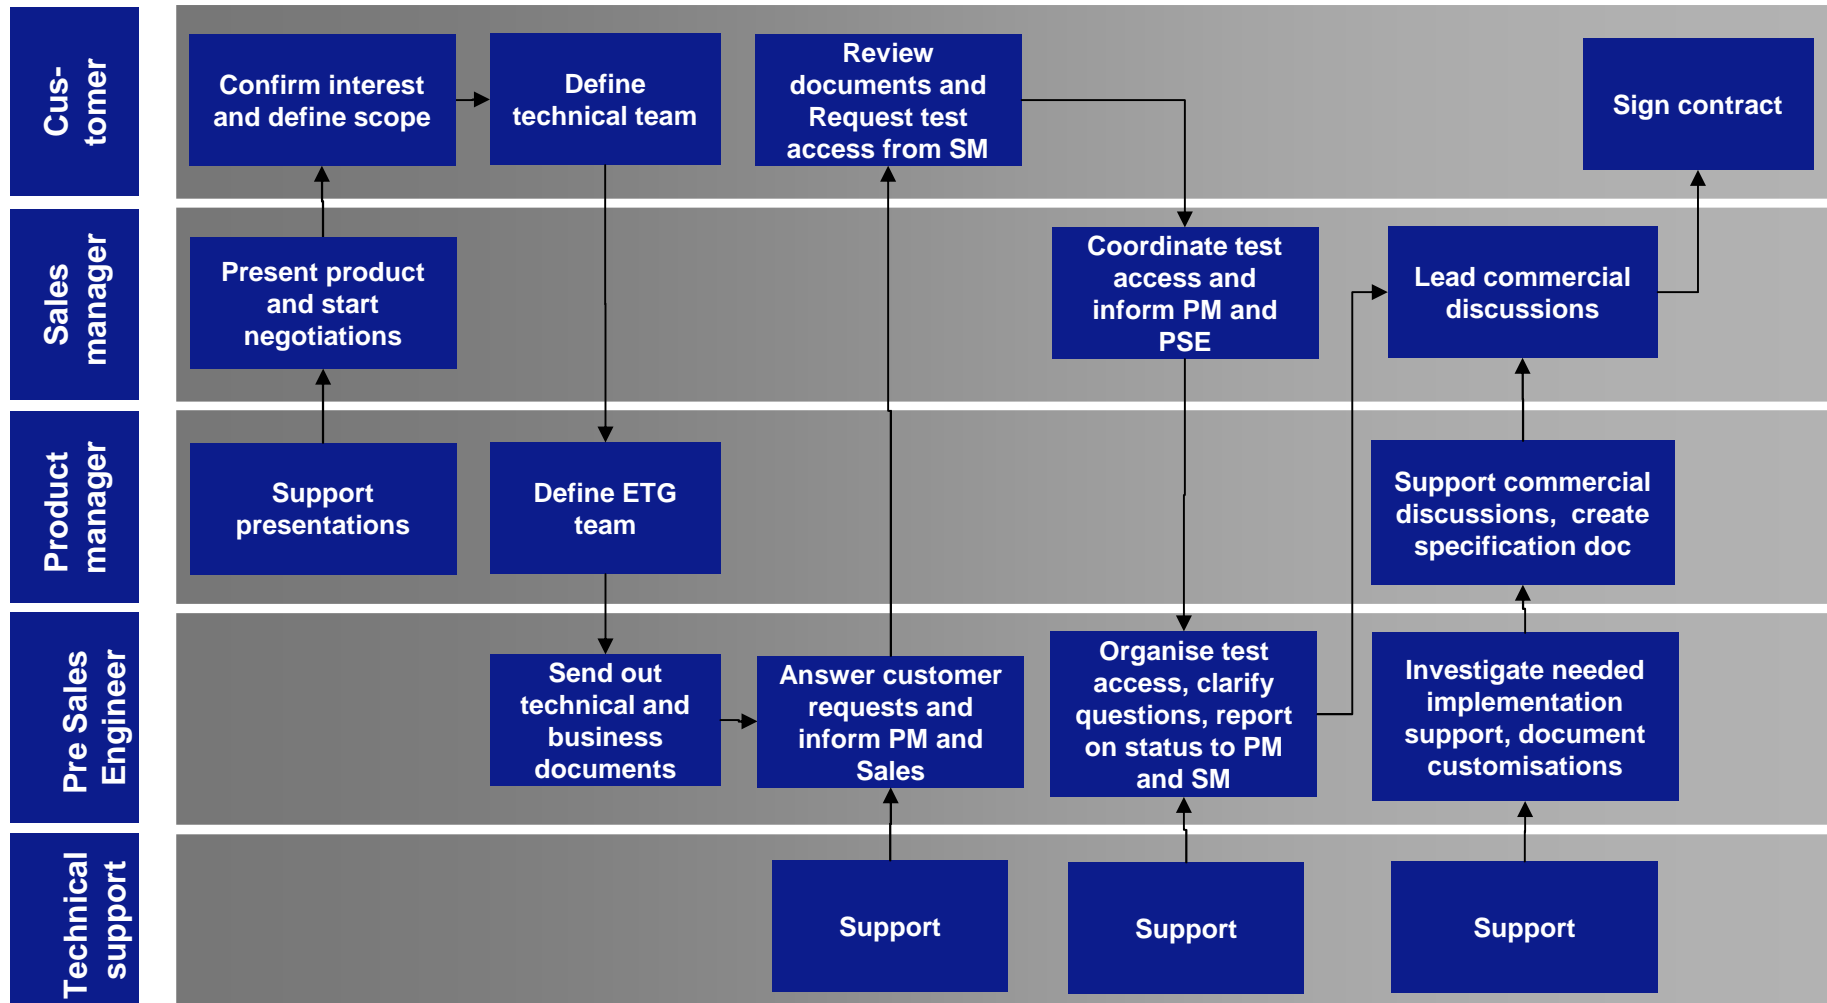 Cus-
tomer
Confirm interest
and define scope
Define
technical team
Review
documents and
Request test
access from SM
Sign contract
Sales
manager
Present product
and start
negotiations
Coordinate test
access and
inform PM and
PSE
Lead commercial
discussions
Product
manager
Support
presentations
Define ETG
team
Support commercial
discussions,  create
specification doc
Pre Sales
Engineer
Send out
technical and
business
documents
Answer customer
requests and
inform PM and
Sales
Organise test
access, clarify
questions, report
on status to PM
and SM
Investigate needed
implementation
support, document
customisations
Technical
support
Support
Support
Support